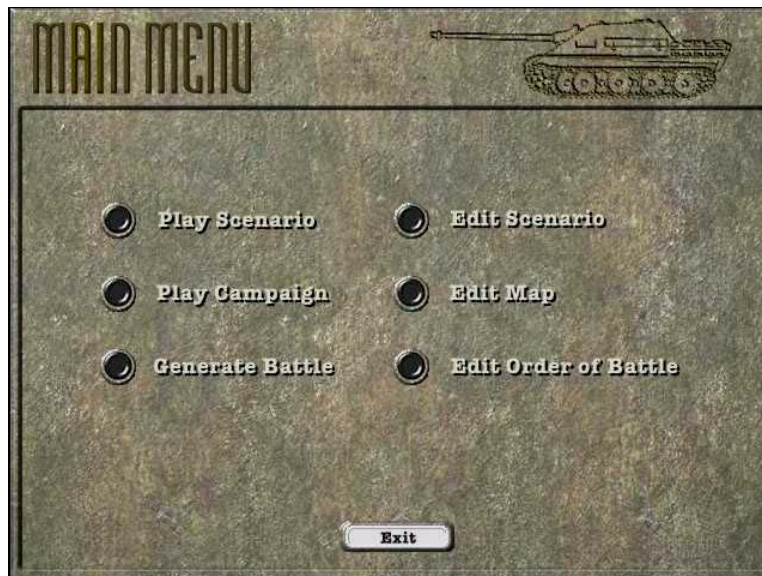 MAIN MENU
Play Scenario
Edit Scenario
Play Campaign
Edit Map
Generate Battle
Edit Order of Battle
Exit